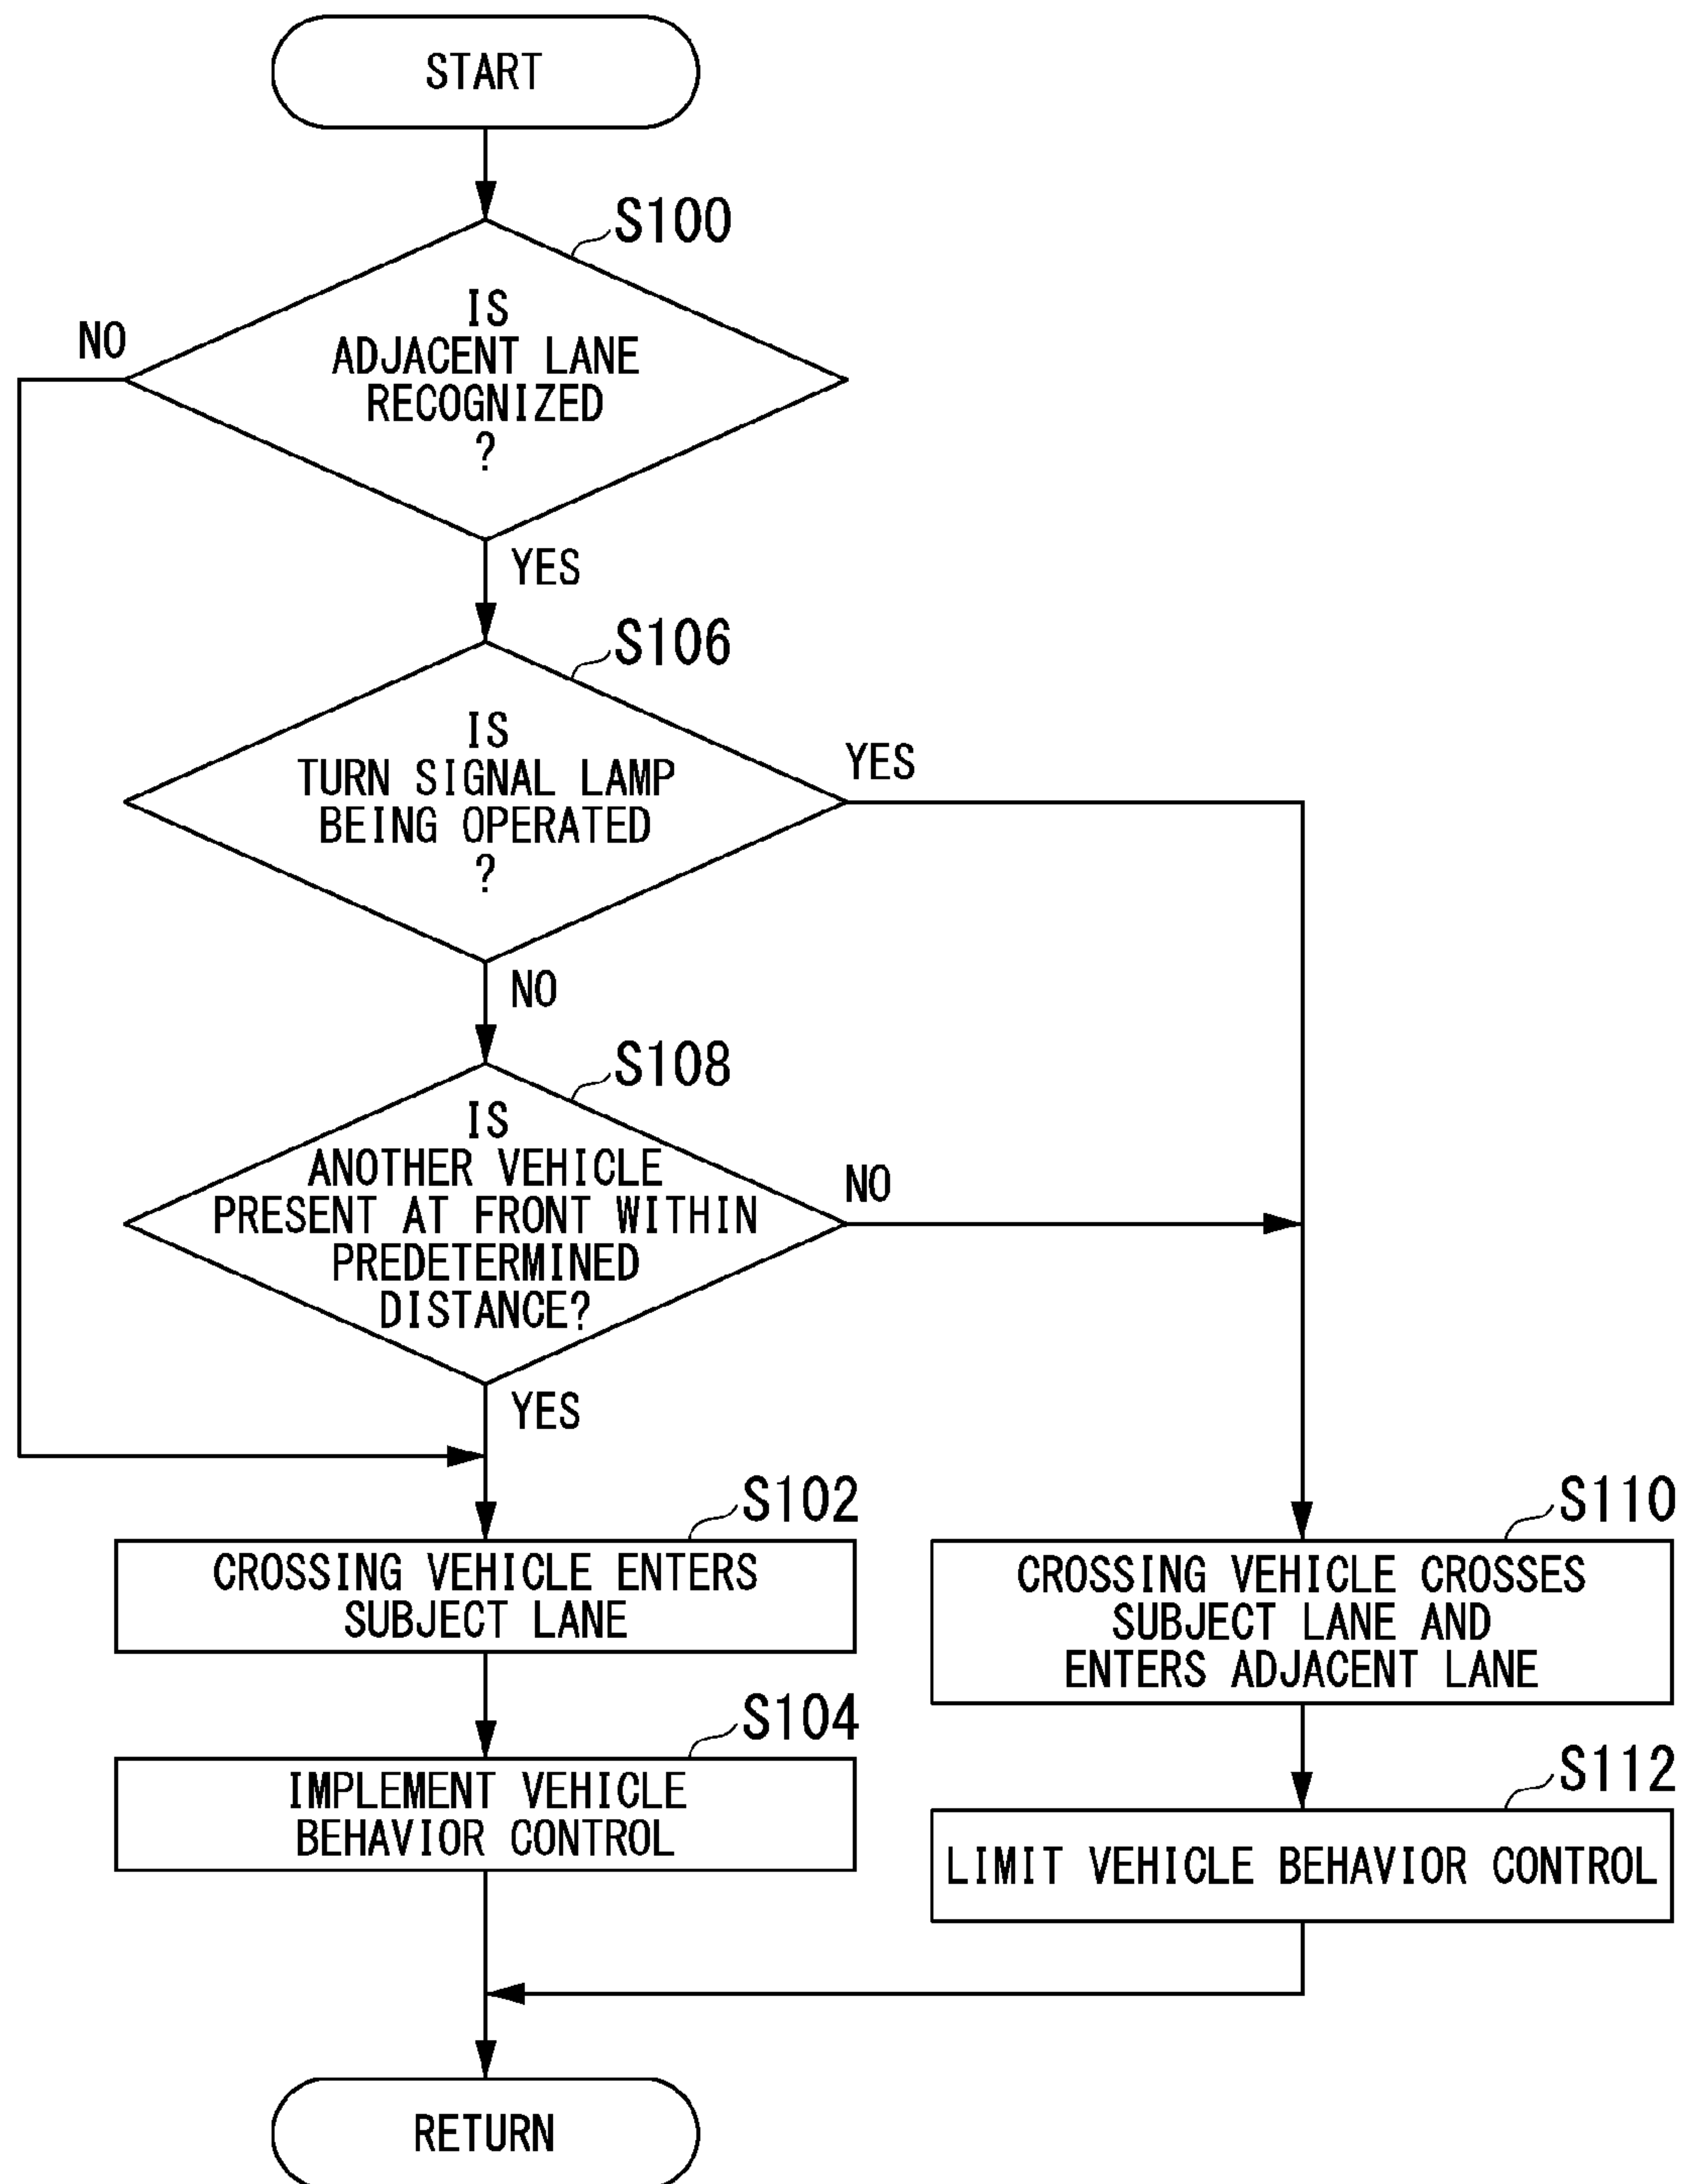 START
S100
IS
ADJACENT LANE
RECOGNIZED
?
NO
YES
S106
IS
TURN SIGNAL LAMP
BEING OPERATED
?
YES
NO
S108
IS
ANOTHER VEHICLE
PRESENT AT FRONT WITHIN
PREDETERMINED
DISTANCE?
NO
YES
S102
CROSSING VEHICLE ENTERS
SUBJECT LANE
S110
CROSSING VEHICLE CROSSES
SUBJECT LANE AND
ENTERS ADJACENT LANE
S104
IMPLEMENT VEHICLE
BEHAVIOR CONTROL
S112
LIMIT VEHICLE BEHAVIOR CONTROL
RETURN